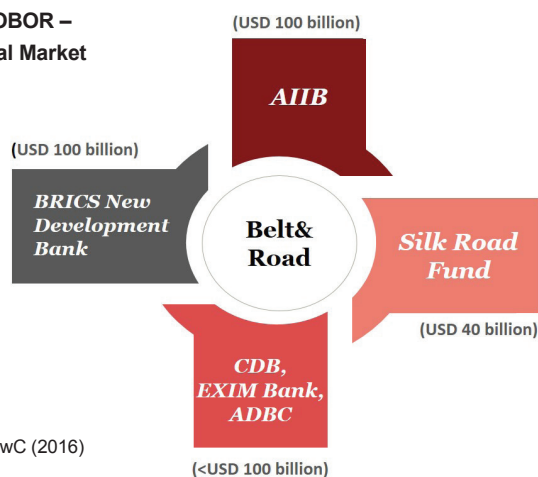 OBOR –
al Market
(USD 100 billion)
AIIB
(USD 100 billion)
BRICS New
Development
Bank
Belt&
Road
Silk Road
Fund
(USD 40 billion)
CDB,
EXIM Bank,
ADBC
wC (2016)
(<USD 100 billion)